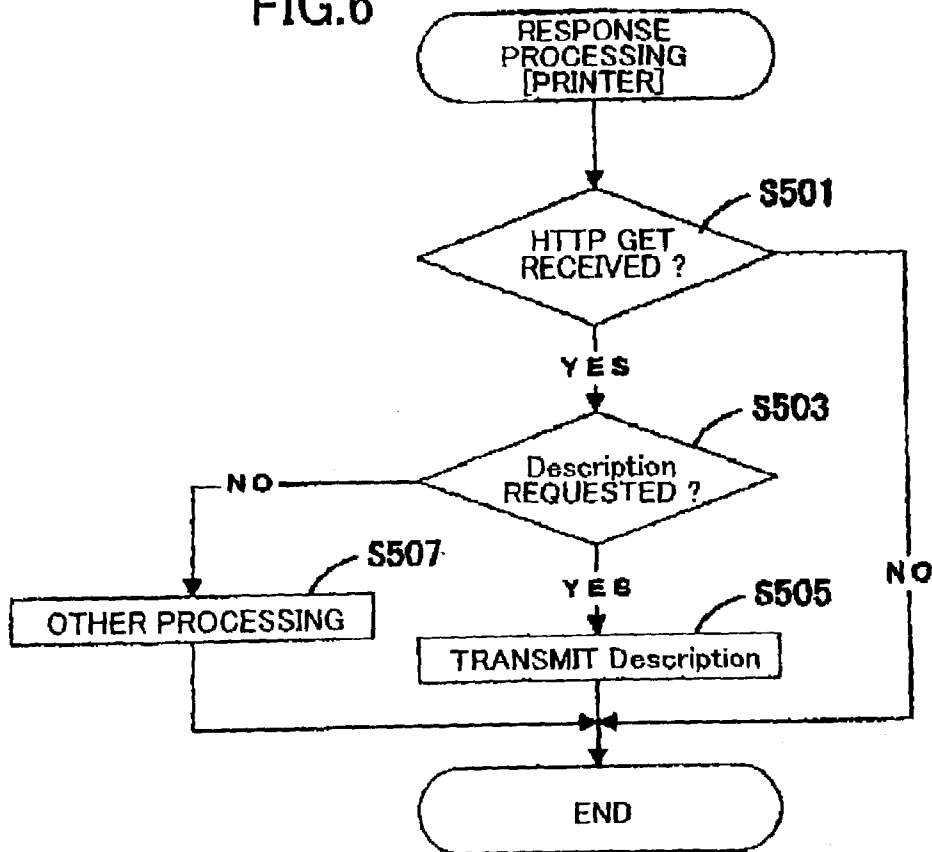 FIG.6
RESPONSE
PROCESSING
[PRINTER]
S501
HTTP GET
RECEIVED ?
YES
S503
Description
REQUESTED ?
NO
S507
YES
NO
S505
OTHER PROCESSING
TRANSMIT Description
END